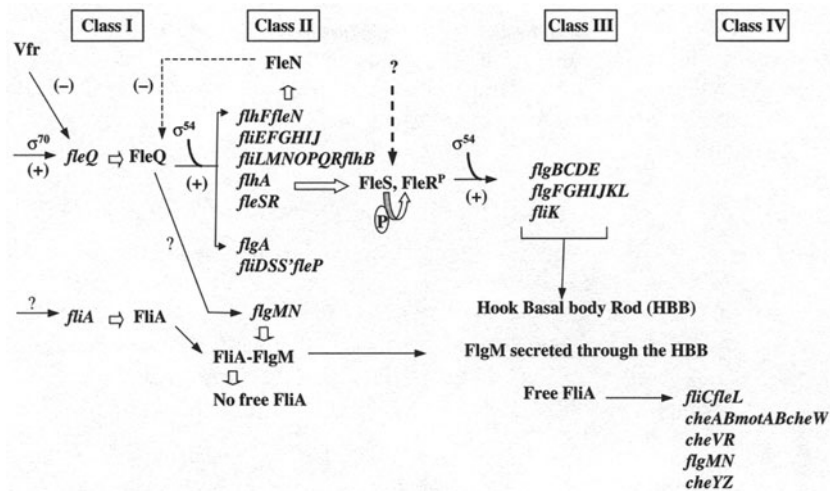 Class I Class II Class III Class IV
Vfr
FleN ?
(–) (–)
flhFfleN
σ70 σ54 fliEFGHIJ σ54 flgBCDE
fleQ FleQ fliLMNOPQRflhB
(+) (+) flhA FleS, FleRP (+) flgFGHIJKL
fleSR fliK
P
? flgA
fliDSS'fleP
? fliA FliA flgMN Hook Basal body Rod (HBB)
FliA-FlgM FlgM secreted through the HBB
No free FliA Free FliA fliCfleL
cheABmotABcheW
cheVR
flgMN
cheYZ